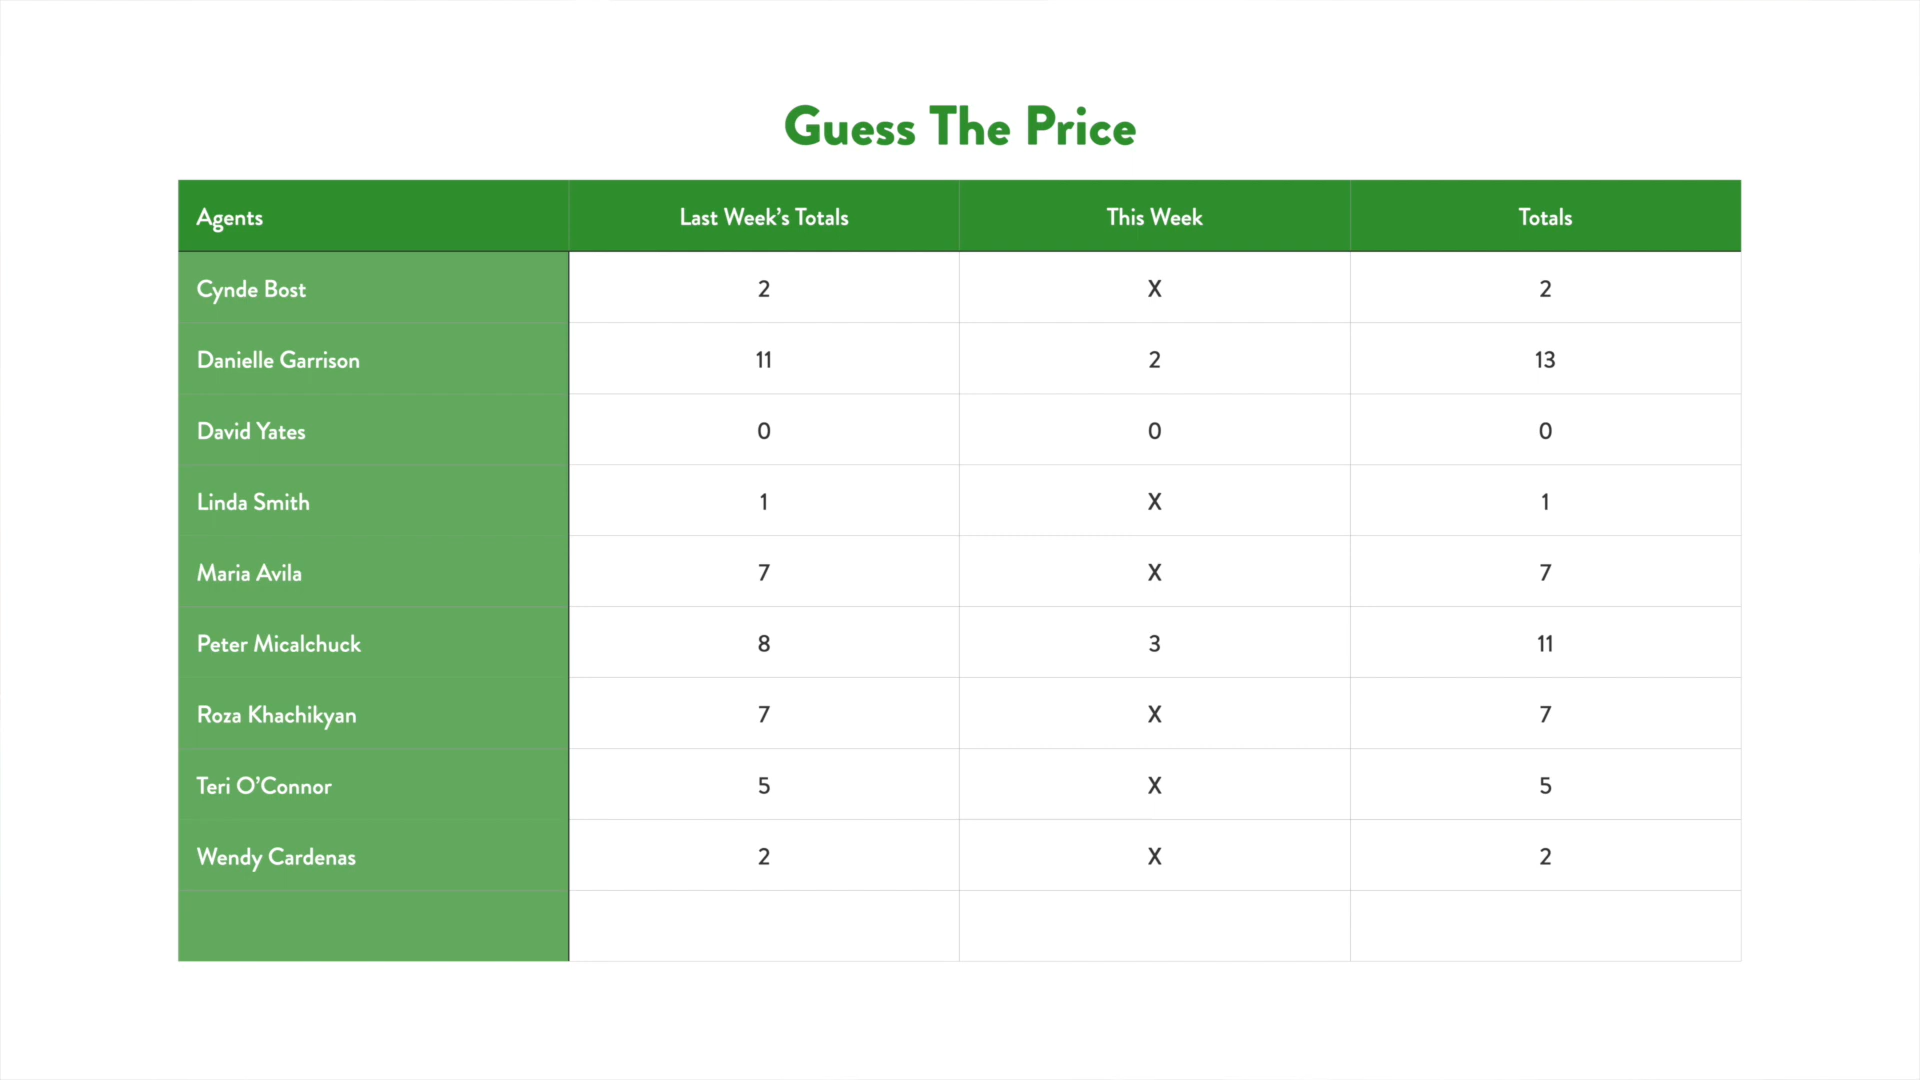 Guess The Price
Agents Last Week's Totals This Week Totals
Cynde Bost 2 X 2
Danielle Garrison 11 2 13
David Yates 0 0 0
Linda Smith 1 X 1
Maria Avila 7 X 7
Peter Micalchuck 8 3 11
Roza Khachikyan 7 X 7
Teri O’Connor 5 X 5
Wendy Cardenas 2 X 2